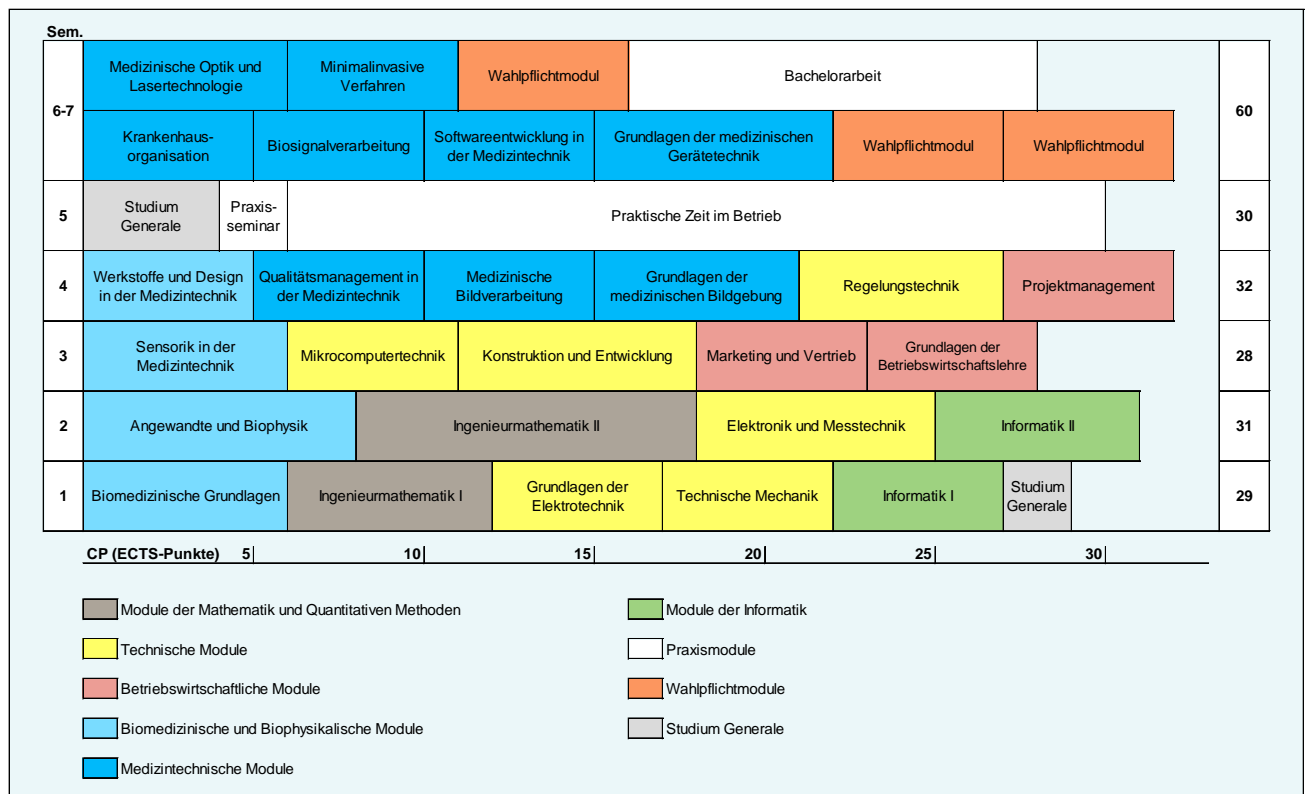 Sem.
Medizinische Optik und
Lasertechnologie
Minimalinvasive
Verfahren
Wahlpflichtmodul
Bachelorarbeit
6-7
60
Krankenhaus-
organisation
Biosignalverarbeitung
Softwareentwicklung in
der Medizintechnik
Grundlagen der medizinischen
Gerätetechnik
Wahlpflichtmodul
Wahlpflichtmodul
5
Studium
Generale
Praxis-
seminar
Praktische Zeit im Betrieb
30
4
Werkstoffe und Design
in der Medizintechnik
Qualitätsmanagement in
der Medizintechnik
Medizinische
Bildverarbeitung
Grundlagen der
medizinischen Bildgebung
Regelungstechnik
Projektmanagement
32
3
Sensorik in der
Medizintechnik
Mikrocomputertechnik
Konstruktion und Entwicklung
Marketing und Vertrieb
Grundlagen der
Betriebswirtschaftslehre
28
2
Angewandte und Biophysik
Ingenieurmathematik II
Elektronik und Messtechnik
Informatik II
31
1
Biomedizinische Grundlagen
Ingenieurmathematik I
Grundlagen der
Elektrotechnik
Technische Mechanik
Informatik I
Studium
Generale
29
CP (ECTS-Punkte) 5 10 15 20 25 30
Module der Mathematik und Quantitativen Methoden
Module der Informatik
Technische Module
Praxismodule
Betriebswirtschaftliche Module
Wahlpflichtmodule
Biomedizinische und Biophysikalische Module
Studium Generale
Medizintechnische Module